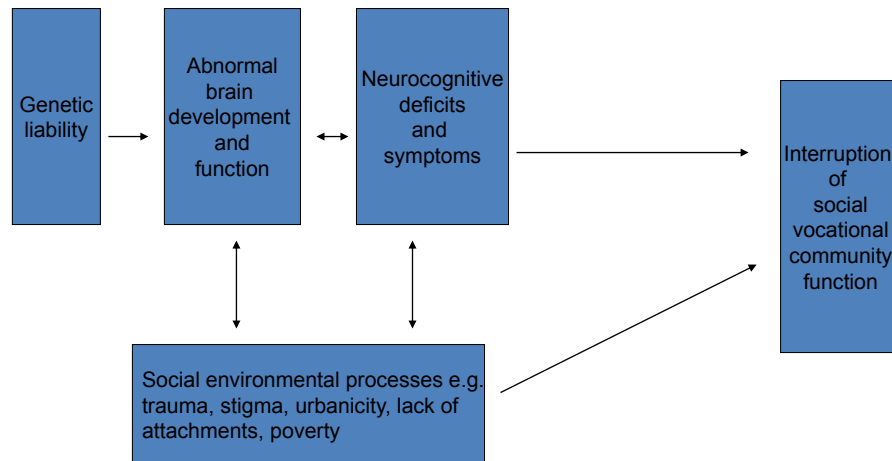 Genetic
liability
Abnormal
brain
development
and
function
Neurocognitive
deficits
and
symptoms
Interruption
of
social
vocational
community
function
Social environmental processes e.g.
trauma, stigma, urbanicity, lack of
attachments, poverty